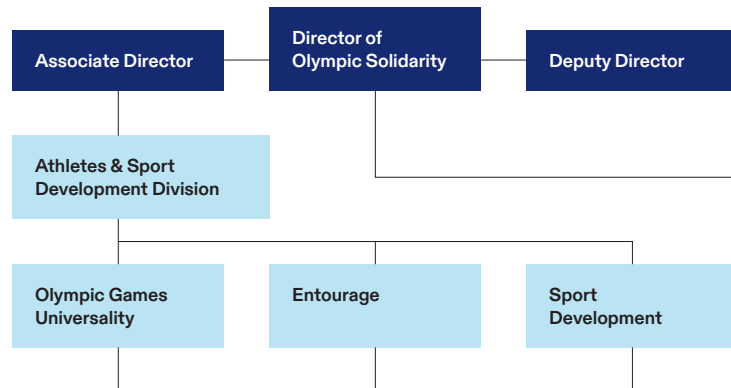 Associate Director
Director of
Olympic Solidarity
Deputy Director
Athletes & Sport
Development Division
Olympic Games
Universality
Entourage
Sport
Development